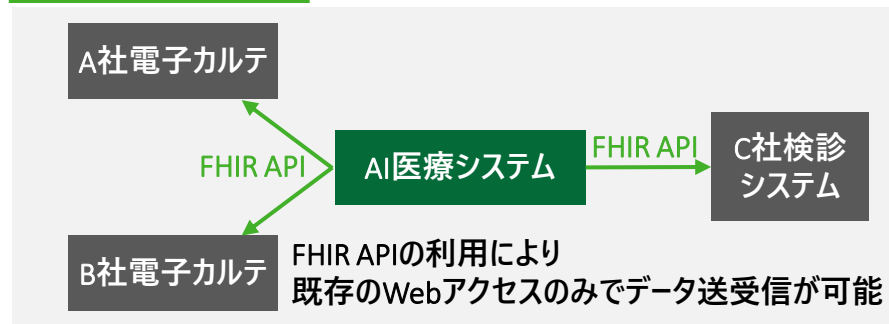 A社電子カルテ
FHIR API
AI医療システム
FHIR API
C社検診
システム
B社電子カルテ
FHIR APIの利用により
既存のWebアクセスのみでデータ送受信が可能